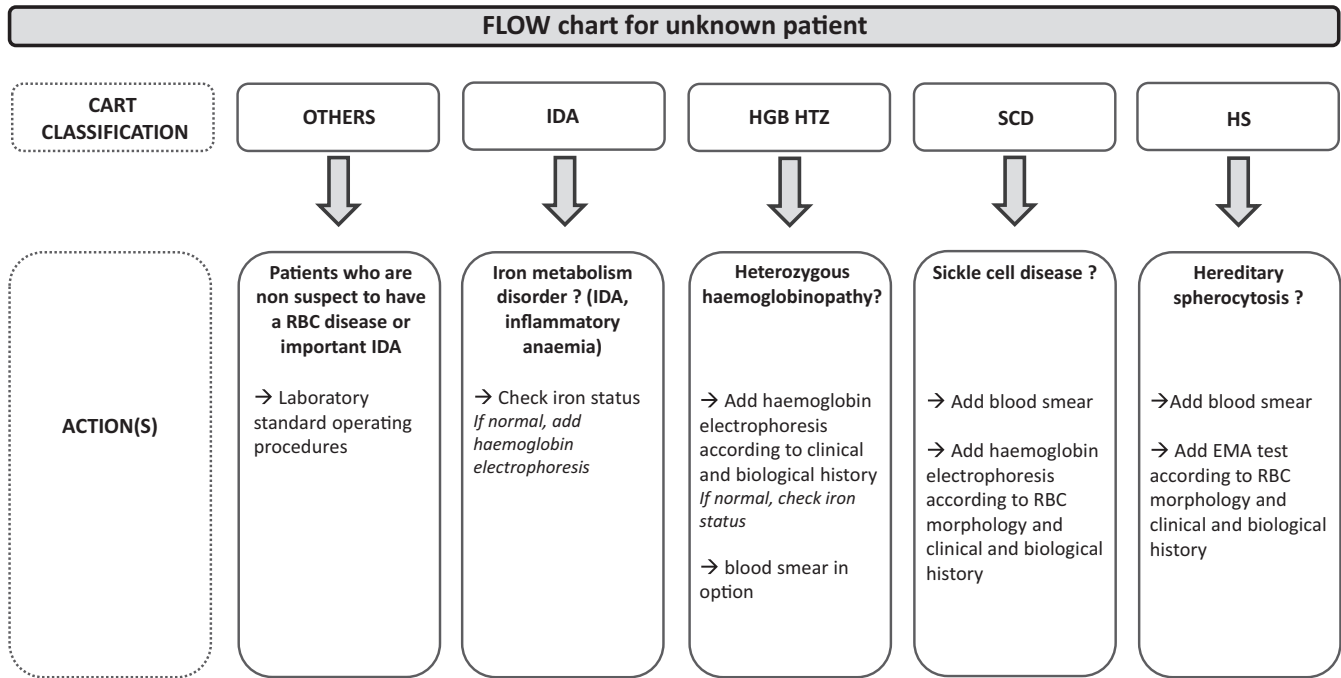 FLOW chart for unknown patient
CART
CLASSIFICATION
OTHERS
IDA
HGB HTZ
SCD
HS
ACTION(S)
Patients who are
non suspect to have
a RBC disease or
important IDA
→ Laboratory
standard operating
procedures
Iron metabolism
disorder ? (IDA,
inflammatory
anaemia)
→ Check iron status
If normal, add
haemoglobin
electrophoresis
Heterozygous
haemoglobinopathy?
→ Add haemoglobin
electrophoresis
according to clinical
and biological history
If normal, check iron
status
→ blood smear in
option
Sickle cell disease ?
→ Add blood smear
→ Add haemoglobin
electrophoresis
according to RBC
morphology and
clinical and biological
history
Hereditary
spherocytosis ?
→Add blood smear
→ Add EMA test
according to RBC
morphology and
clinical and biological
history